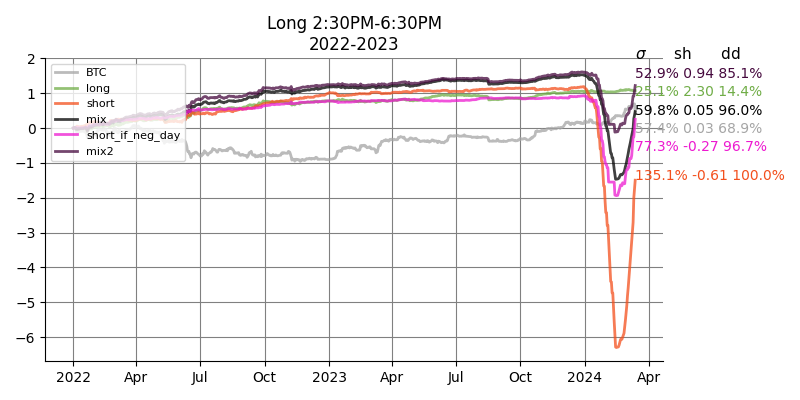 Long 2:30PM-6:30PM
2022-2023
σ sh dd
52.9% 0.94 85.1%
25.1% 2.30 14.4%
59.8% 0.05 96.0%
57.4% 0.03 68.9%
77.3% -0.27 96.7%
135.1% -0.61 100.0%
BTC
long
short
mix
short_if_neg_day
mix2
2
1
0
−1
−2
−3
−4
−5
−6
2022 Apr Jul Oct 2023 Apr Jul Oct 2024 Apr